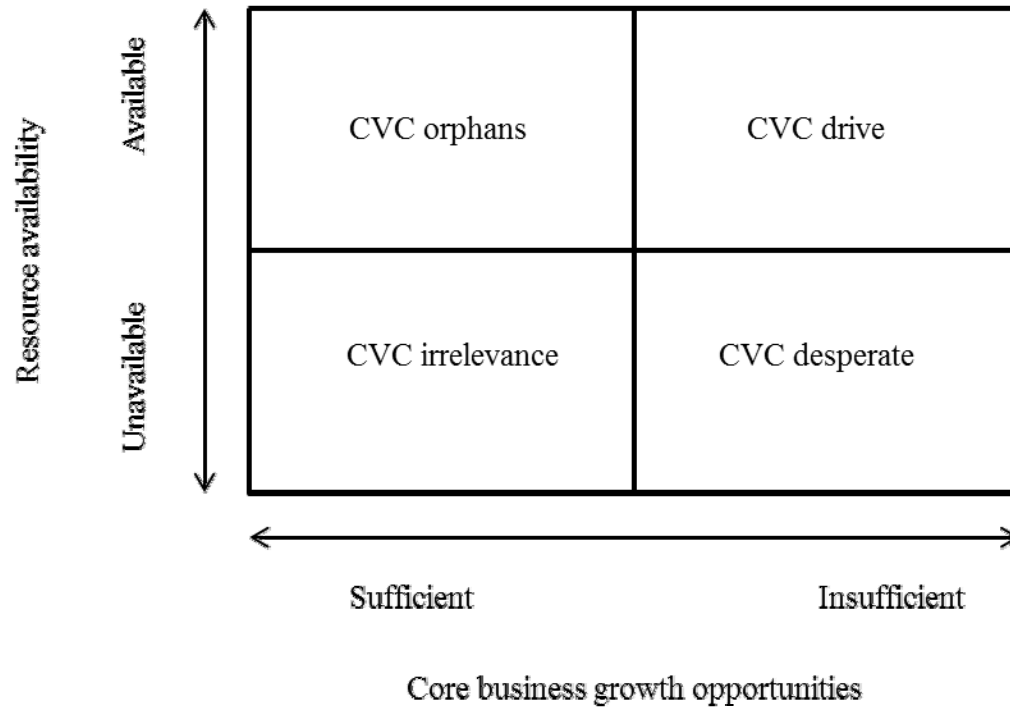 Resource availability
Available
Unavailable
CVC orphans
CVC drive
CVC irrelevance
CVC desperate
Sufficient
Insufficient
Core business growth opportunities